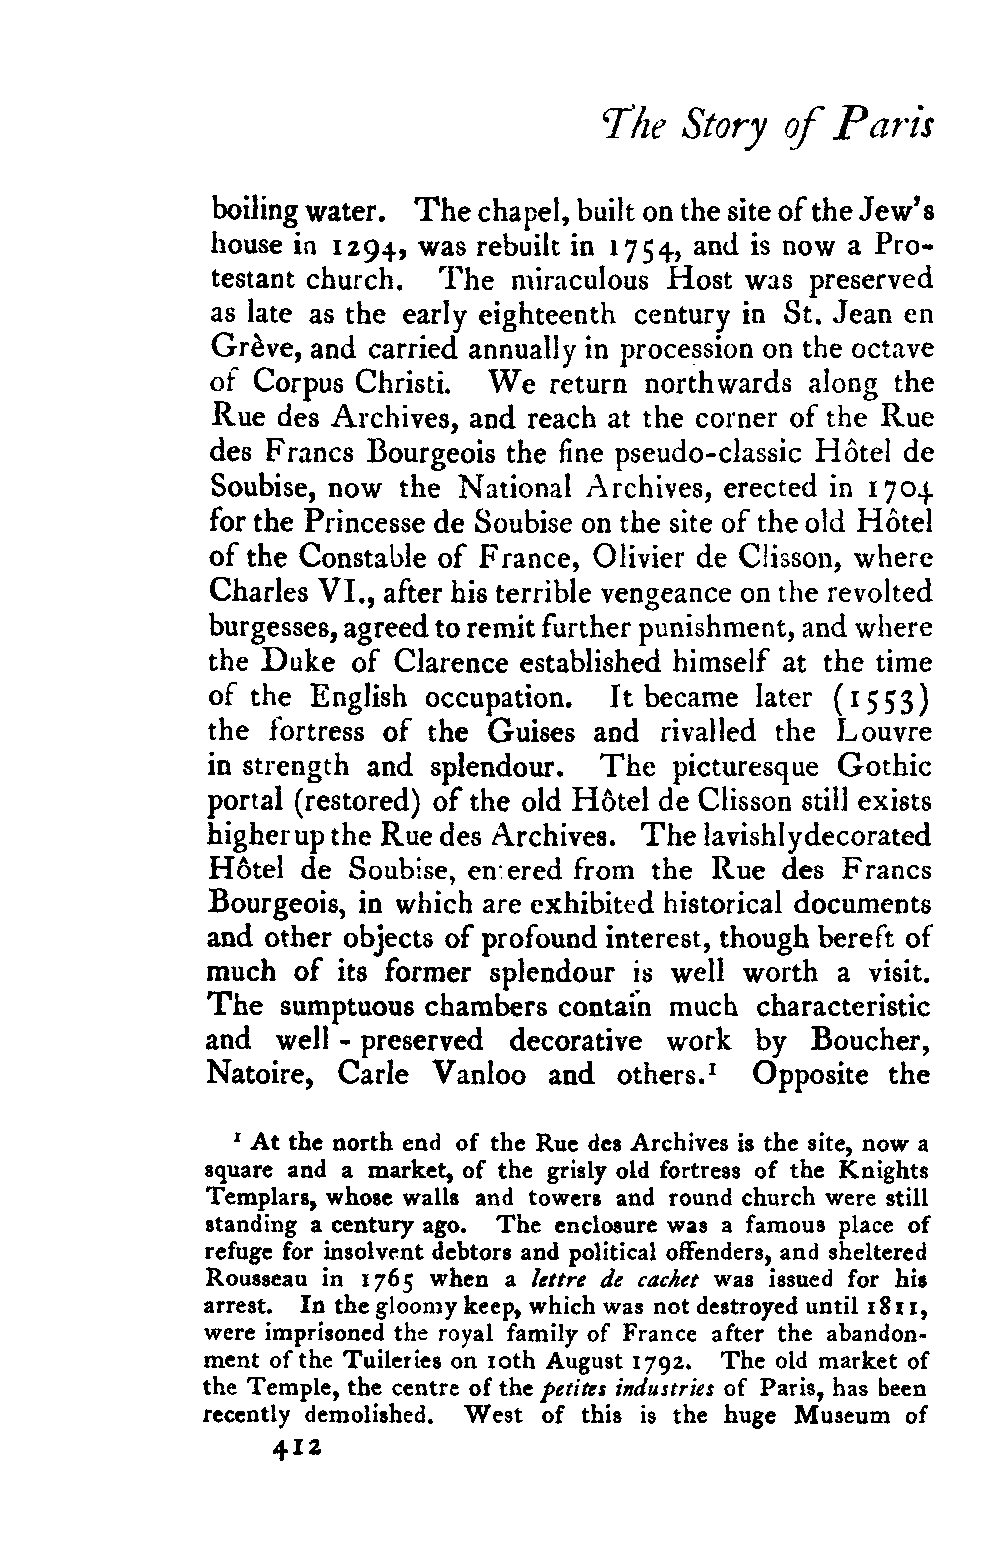 The Story of Paris
boiling water. The chapel, built on the site of the Jew's
house in 1294, was rebuilt in 1754, and is now a Pro-
testant church. The miraculous Host was preserved
as late as the early eighteenth century in St. Jean en
Grève, and carried annually in procession on the octave
of Corpus Christi. We return northwards along the
Rue des Archives, and reach at the corner of the Rue
des Francs Bourgeois the fine pseudo-classic Hôtel de
Soubise, now the National Archives, erected in 1704
for the Princesse de Soubise on the site of the old Hôtel
of the Constable of France, Olivier de Clisson, where
Charles VI., after his terrible vengeance on the revolted
burgesses, agreed to remit further punishment, and where
the Duke of Clarence established himself at the time
of the English occupation. It became later (1553)
the fortress of the Guises and rivalled the Louvre
in strength and splendour. The picturesque Gothic
portal (restored) of the old Hôtel de Clisson still exists
higher up the Rue des Archives. The lavishly decorated
Hôtel de Soubise, entered from the Rue des Francs
Bourgeois, in which are exhibited historical documents
and other objects of profound interest, though bereft of
much of its former splendour is well worth a visit.
The sumptuous chambers contain much characteristic
and well-preserved decorative work by Boucher,
Natoire, Carle Vanloo and others.¹ Opposite the
¹ At the north end of the Rue des Archives is the site, now a
square and a market, of the grisly old fortress of the Knights
Templars, whose walls and towers and round church were still
standing a century ago. The enclosure was a famous place of
refuge for insolvent debtors and political offenders, and sheltered
Rousseau in 1765 when a lettre de cachet was issued for his
arrest. In the gloomy keep, which was not destroyed until 1811,
were imprisoned the royal family of France after the abandon-
ment of the Tuileries on 10th August 1792. The old market of
the Temple, the centre of the petites industries of Paris, has been
recently demolished. West of this is the huge Museum of
412